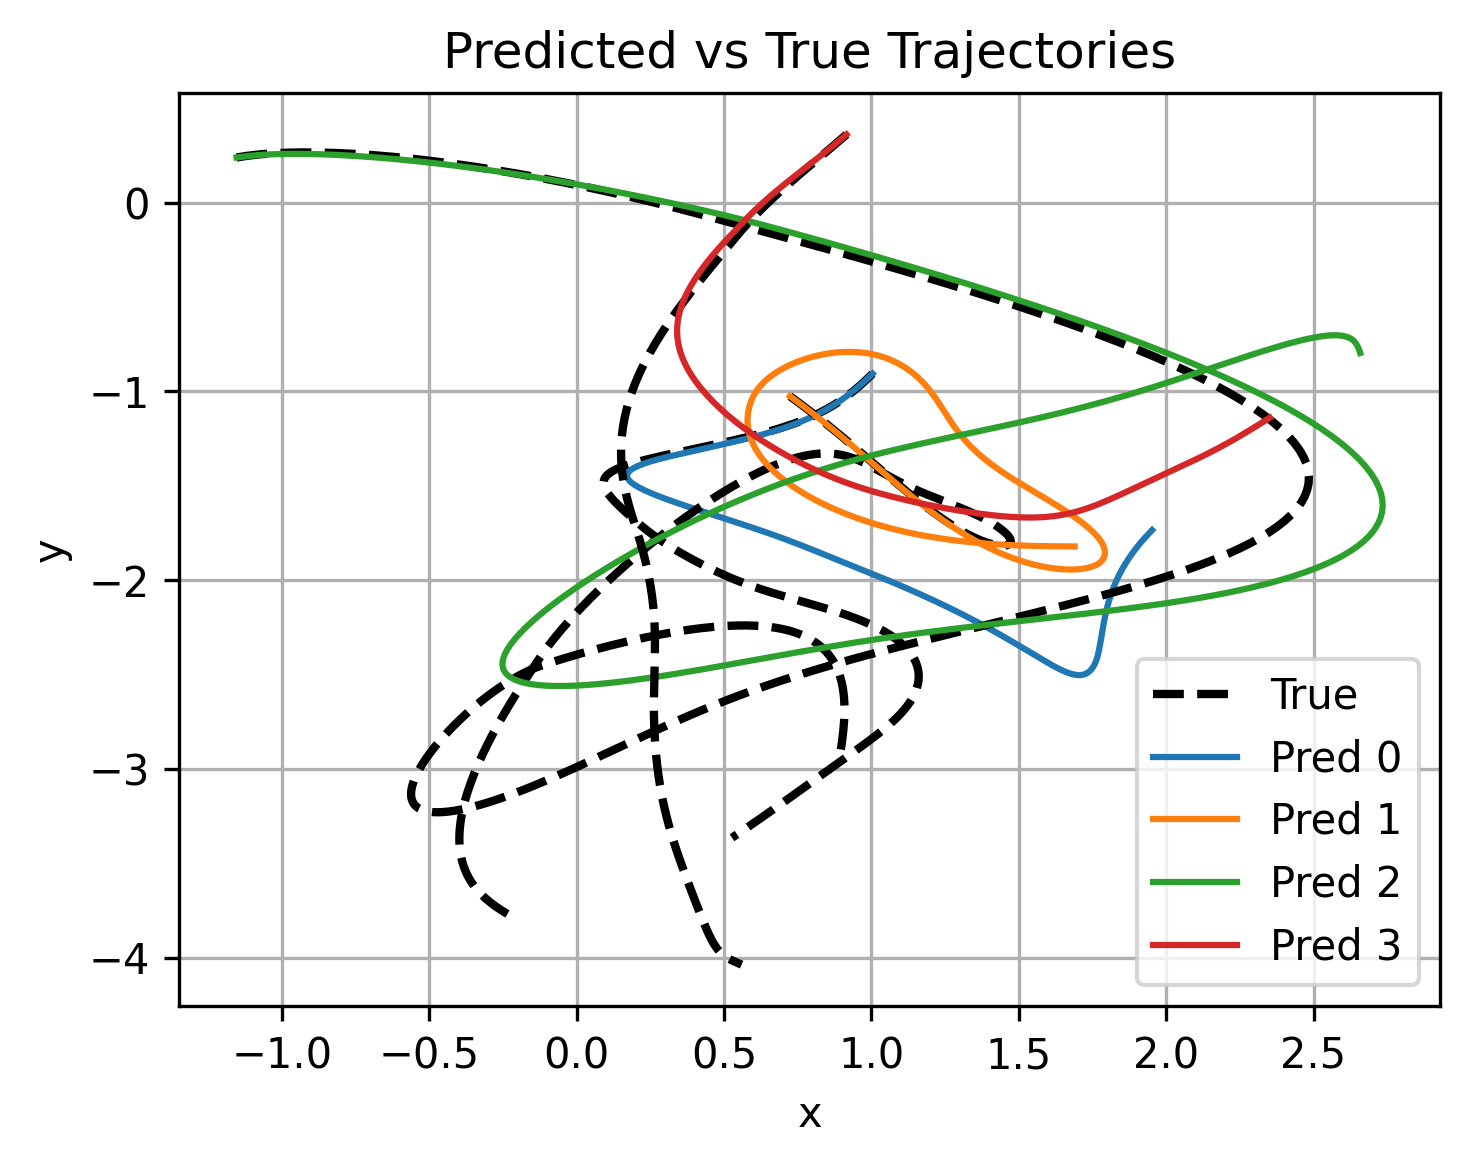 Predicted vs True Trajectories
y
0
−1
−2
−3
−4
−1.0 −0.5 0.0 0.5 1.0 1.5 2.0 2.5
x
True
Pred 0
Pred 1
Pred 2
Pred 3